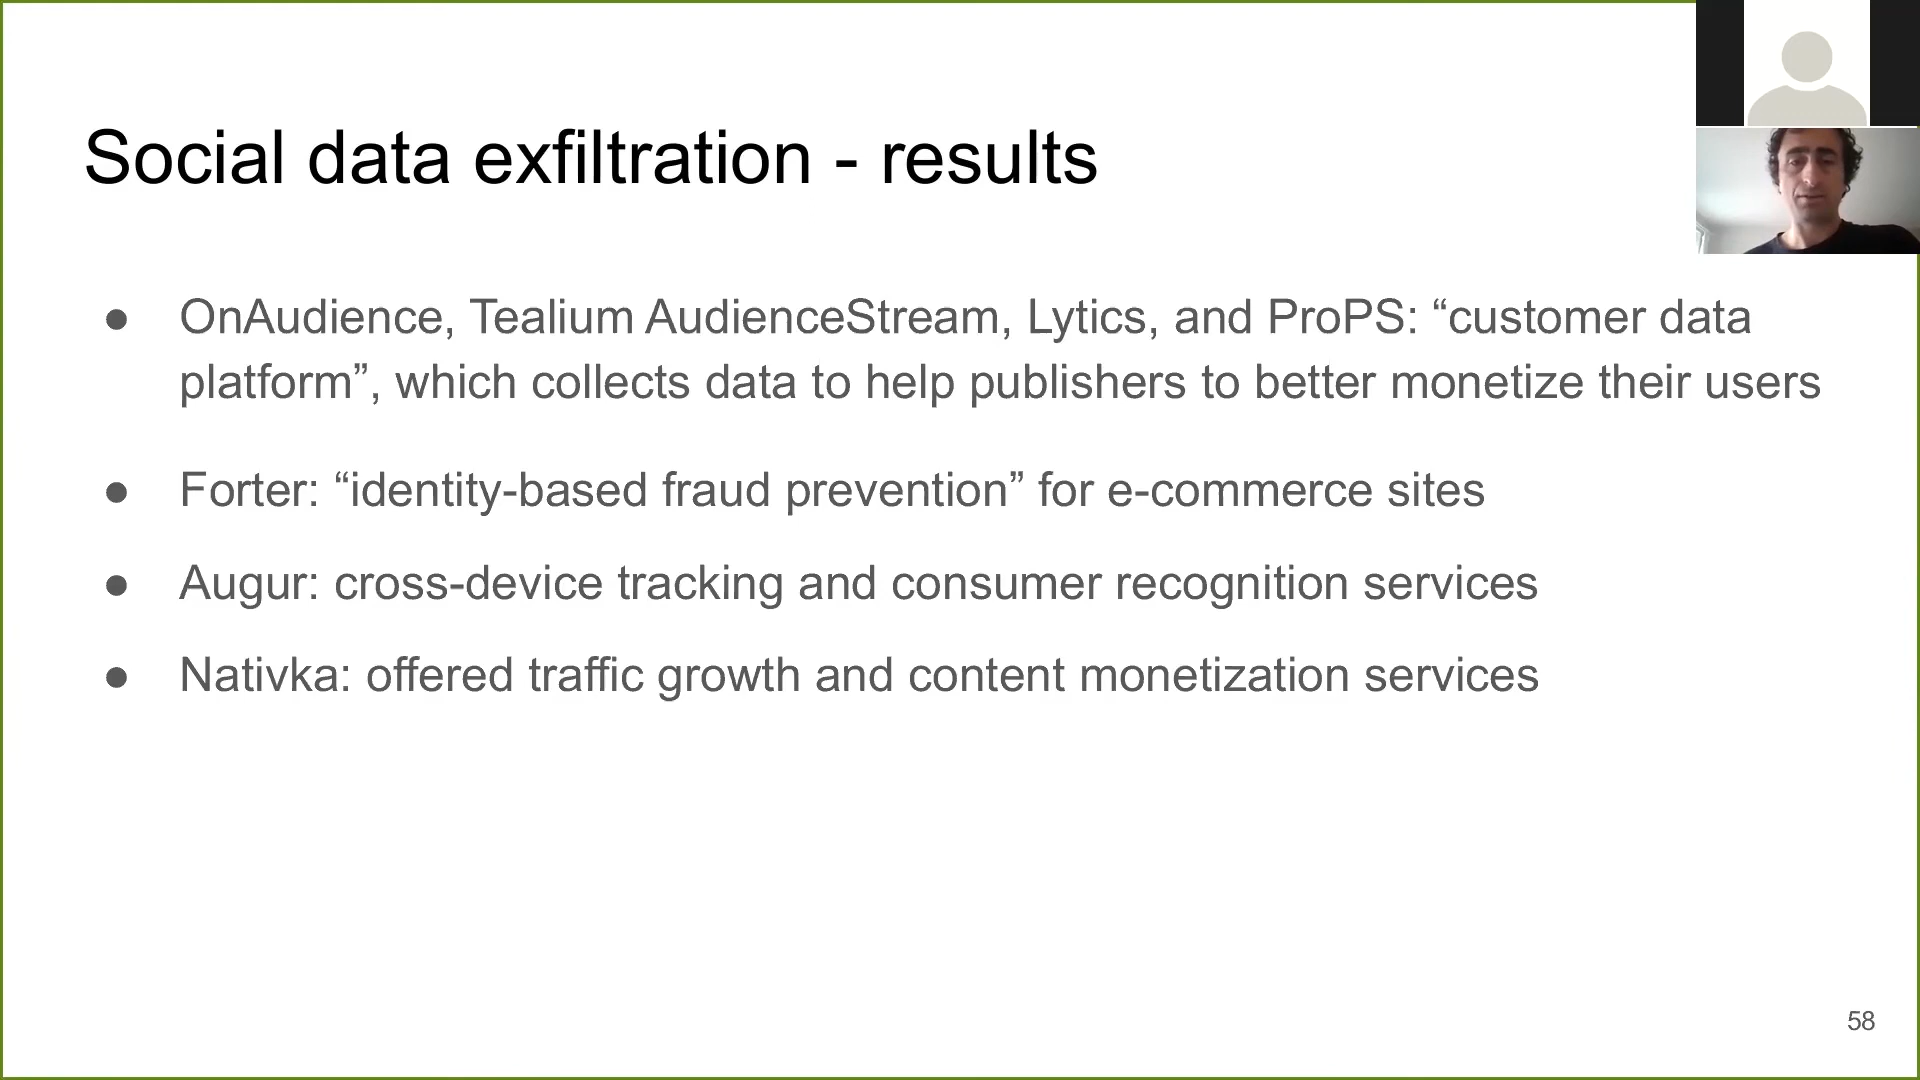 Social data exfiltration - results
● OnAudience, Tealium AudienceStream, Lytics, and ProPS: “customer data
platform”, which collects data to help publishers to better monetize their users
● Forter: “identity-based fraud prevention” for e-commerce sites
● Augur: cross-device tracking and consumer recognition services
● Nativka: offered traffic growth and content monetization services
58